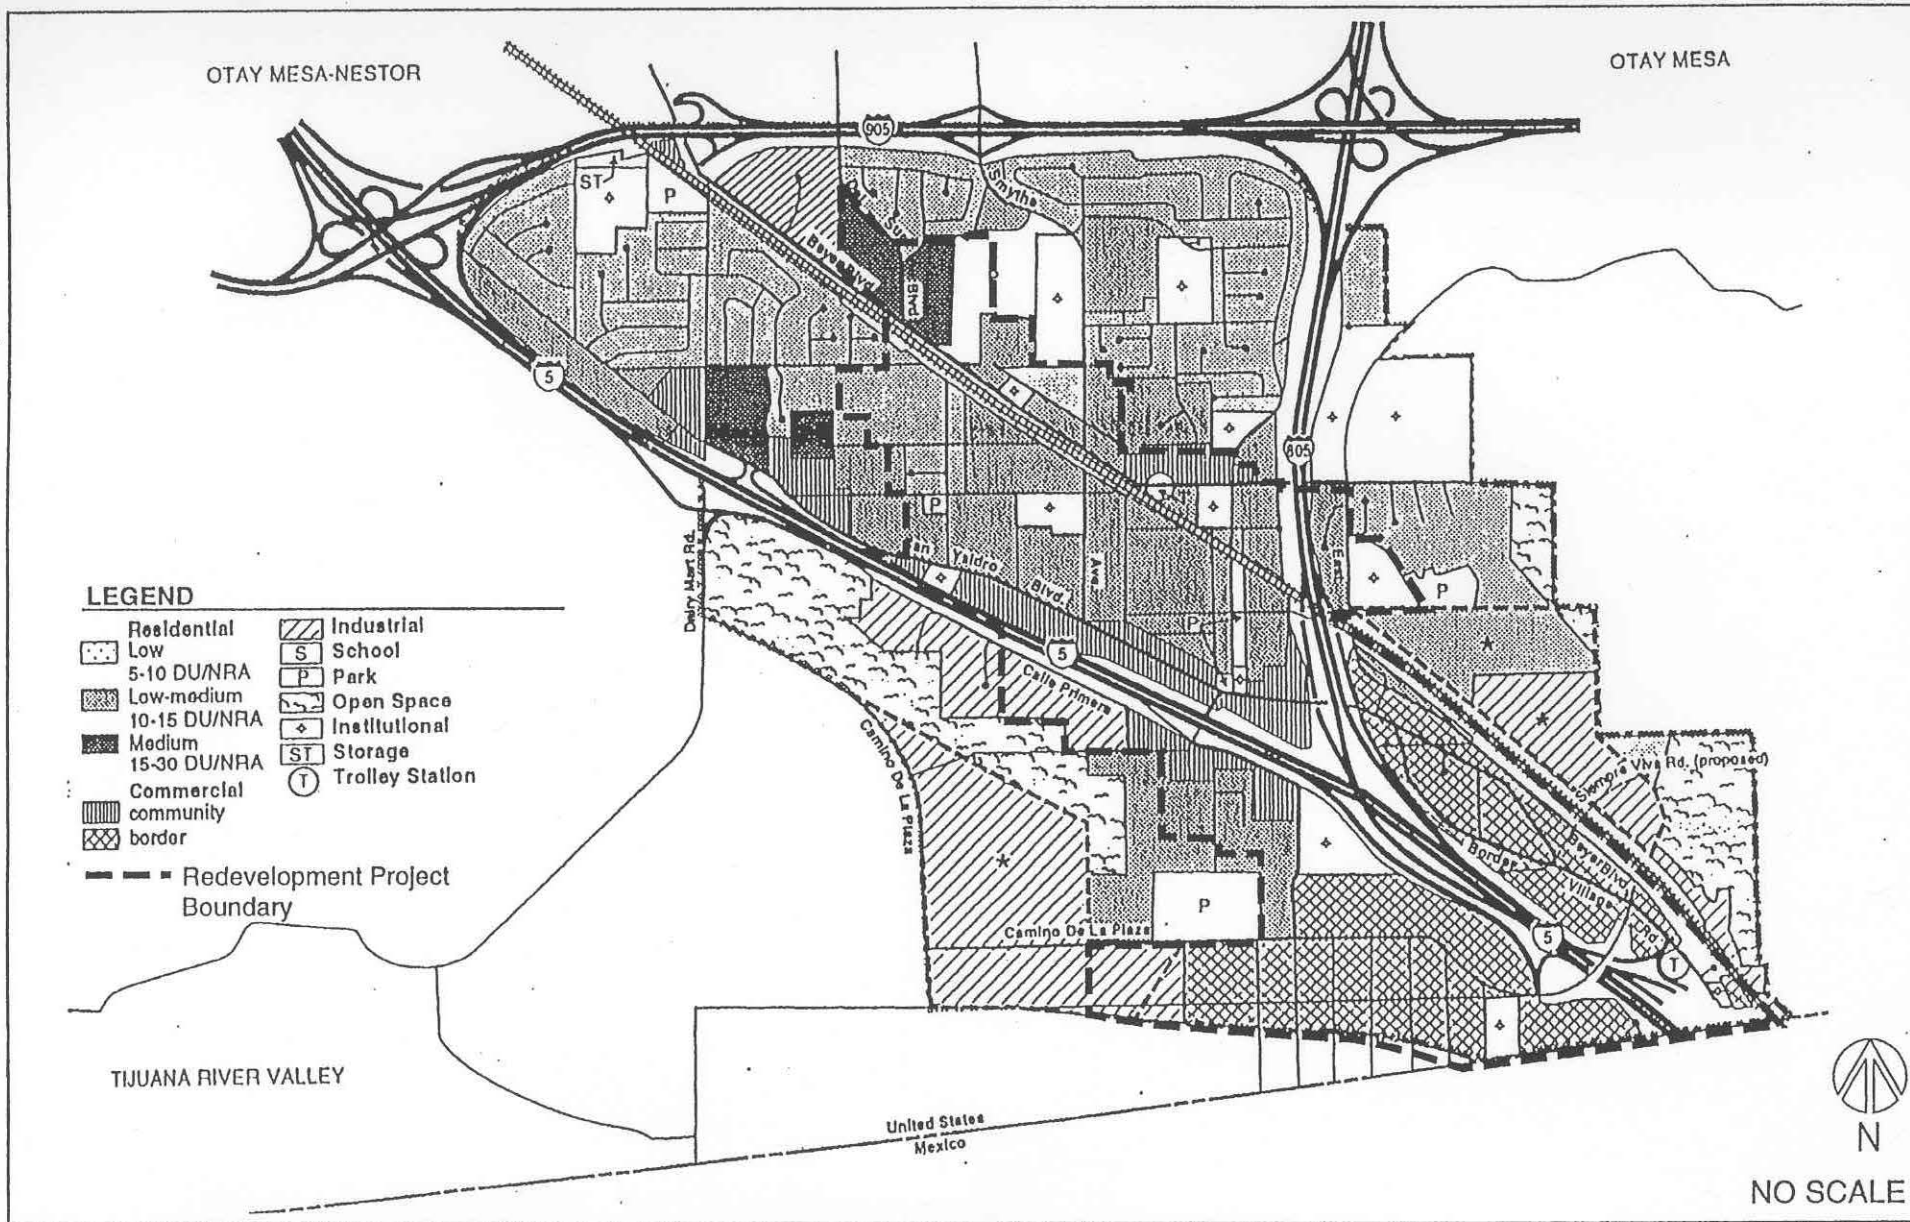 OTAY MESA-NESTOR
OTAY MESA
905
ST
P
Smythe
Sur
Beyer Blvd.
Blvd
5
805
P
Dairy Mart Rd.
an Ysidro
Blvd.
Ave.
East
P
P
5
Calle Primera
Camino De La Plaza
Siempre Viva Rd. (proposed)
Border
Village
Rd.
Beyer Blvd.
P
Camino De La Plaza
5
T
LEGEND
Residential
Low
5-10 DU/NRA
Low-medium
10-15 DU/NRA
Medium
15-30 DU/NRA
Commercial
community
border
Industrial
S School
P Park
Open Space
Institutional
ST Storage
T Trolley Station
Redevelopment Project
Boundary
TIJUANA RIVER VALLEY
United States
Mexico
N
NO SCALE